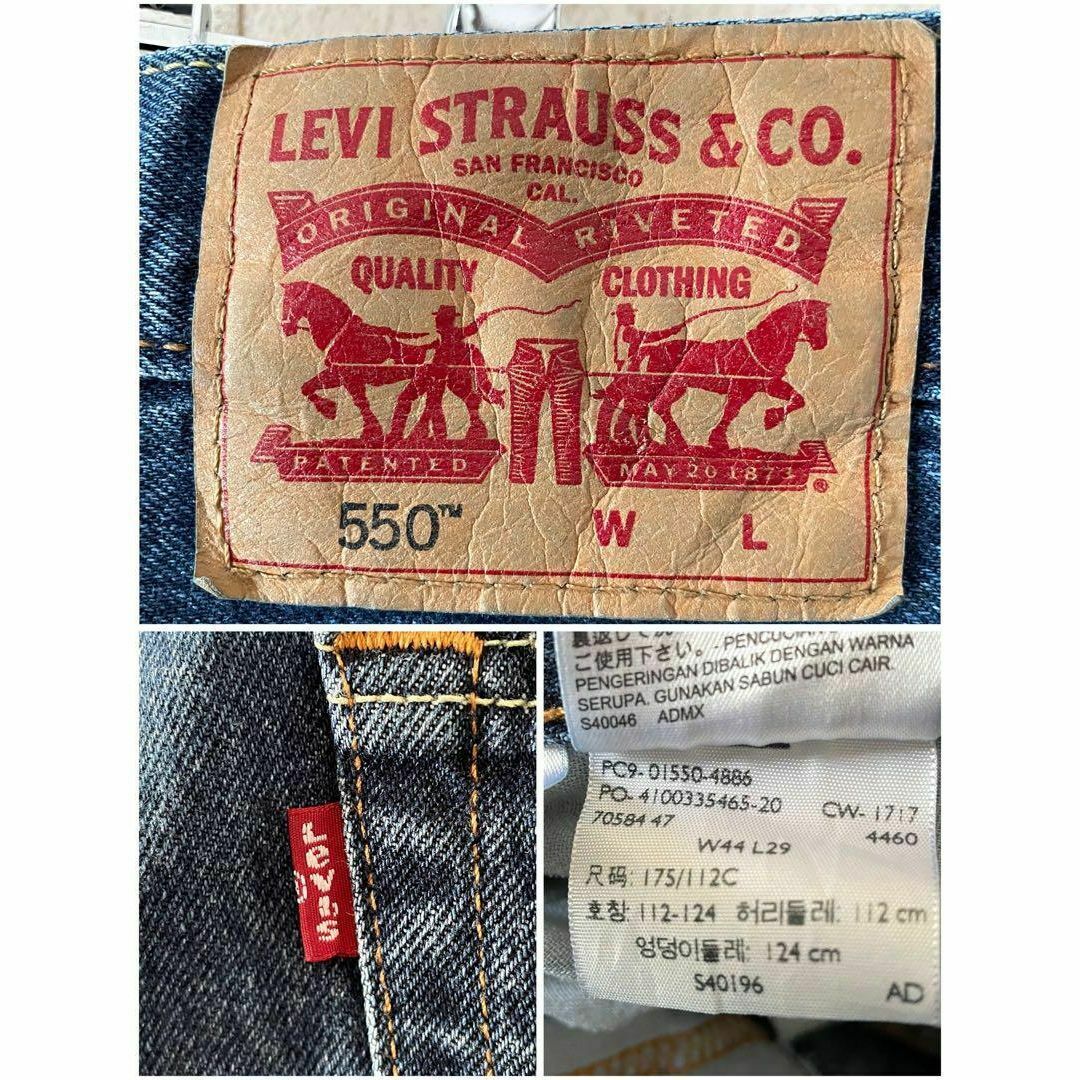 LEVI STRAUSS & CO.
SAN FRANCISCO
CAL.
ORIGINAL RIVETED
QUALITY CLOTHING
PATENTED MAY 20 1873 ®
550™ W L
LEVI'S
ご使用下さい。- PENCUCIAN
PENGERINGAN DIBALIK DENGAN WARNA
SERUPA. GUNAKAN SABUN CUCI CAIR
S40046 ADMX
PC9- 01550-4886
PO- 4100335465-20 CW- 1717
70584 47 4460
W44 L29
尺码: 175/112C
호칭: 112-124 허리둘레: 112 cm
엉덩이둘레: 124 cm
S40196 AD